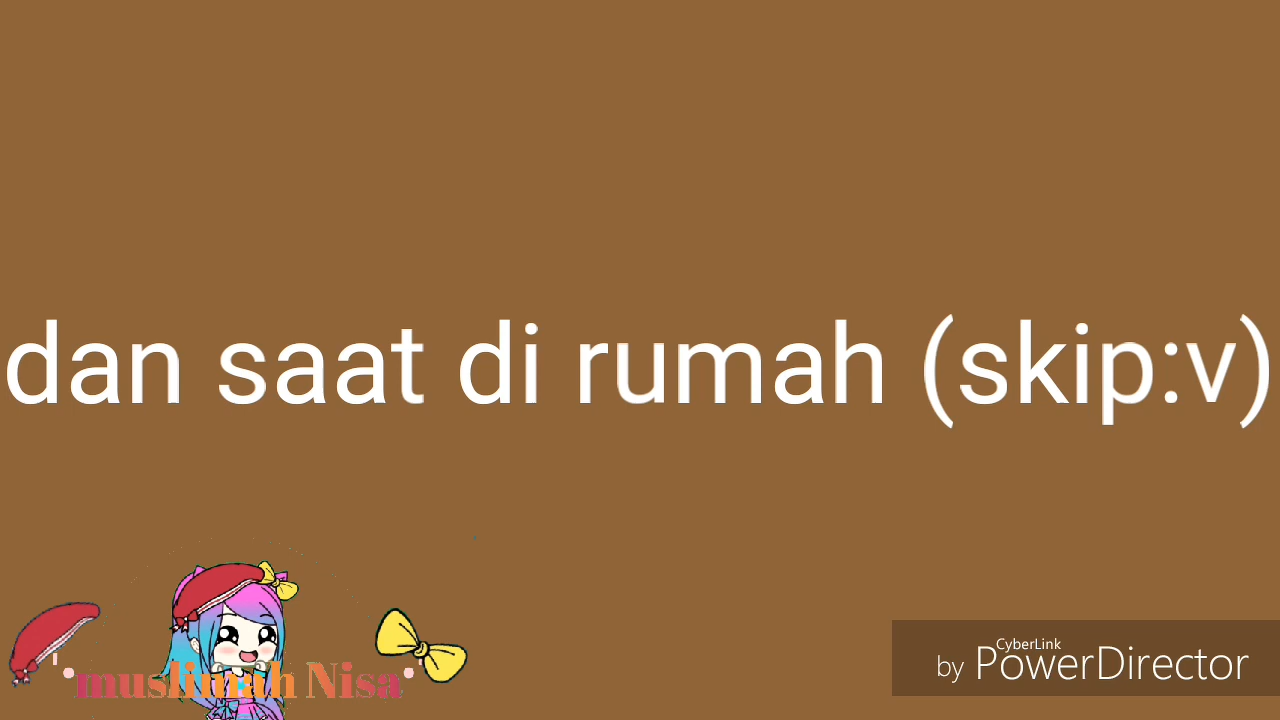 dan saat di rumah (skip:v)
muslimah Nisa
CyberLink
by PowerDirector